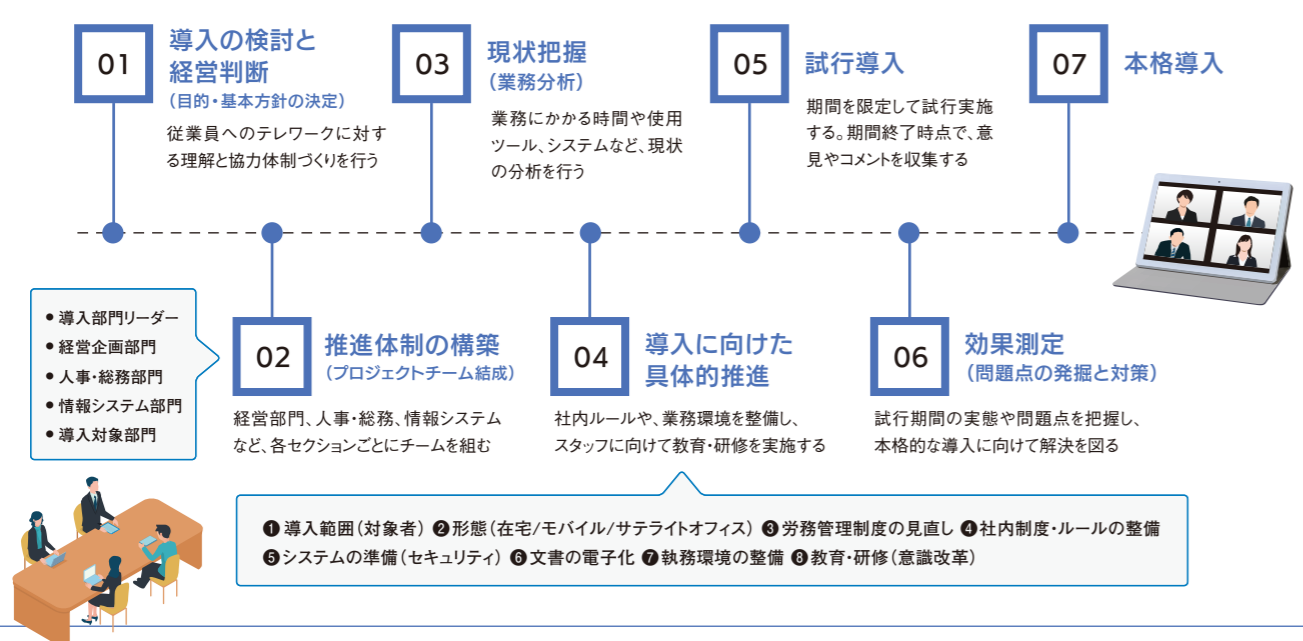 01
導入の検討と
経営判断
(目的・基本方針の決定)
従業員へのテレワークに対す
る理解と協力体制づくりを行う
03
現状把握
(業務分析)
業務にかかる時間や使用
ツール、システムなど、現状
の分析を行う
05
試行導入
期間を限定して試行実施
する。期間終了時点で、意
見やコメントを収集する
07
本格導入
● 導入部門リーダー
● 経営企画部門
● 人事・総務部門
● 情報システム部門
● 導入対象部門
02
推進体制の構築
(プロジェクトチーム結成)
経営部門、人事・総務、情報システム
など、各セクションごとにチームを組む
04
導入に向けた
具体的推進
社内ルールや、業務環境を整備し、
スタッフに向けて教育・研修を実施する
06
効果測定
(問題点の発掘と対策)
試行期間の実態や問題点を把握し、
本格的な導入に向けて解決を図る
❶ 導入範囲(対象者) ❷形態(在宅/モバイル/サテライトオフィス) ❸労務管理制度の見直し ❹社内制度・ルールの整備
❺システムの準備(セキュリティ) ❻文書の電子化 ❼執務環境の整備 ❽教育・研修(意識改革)